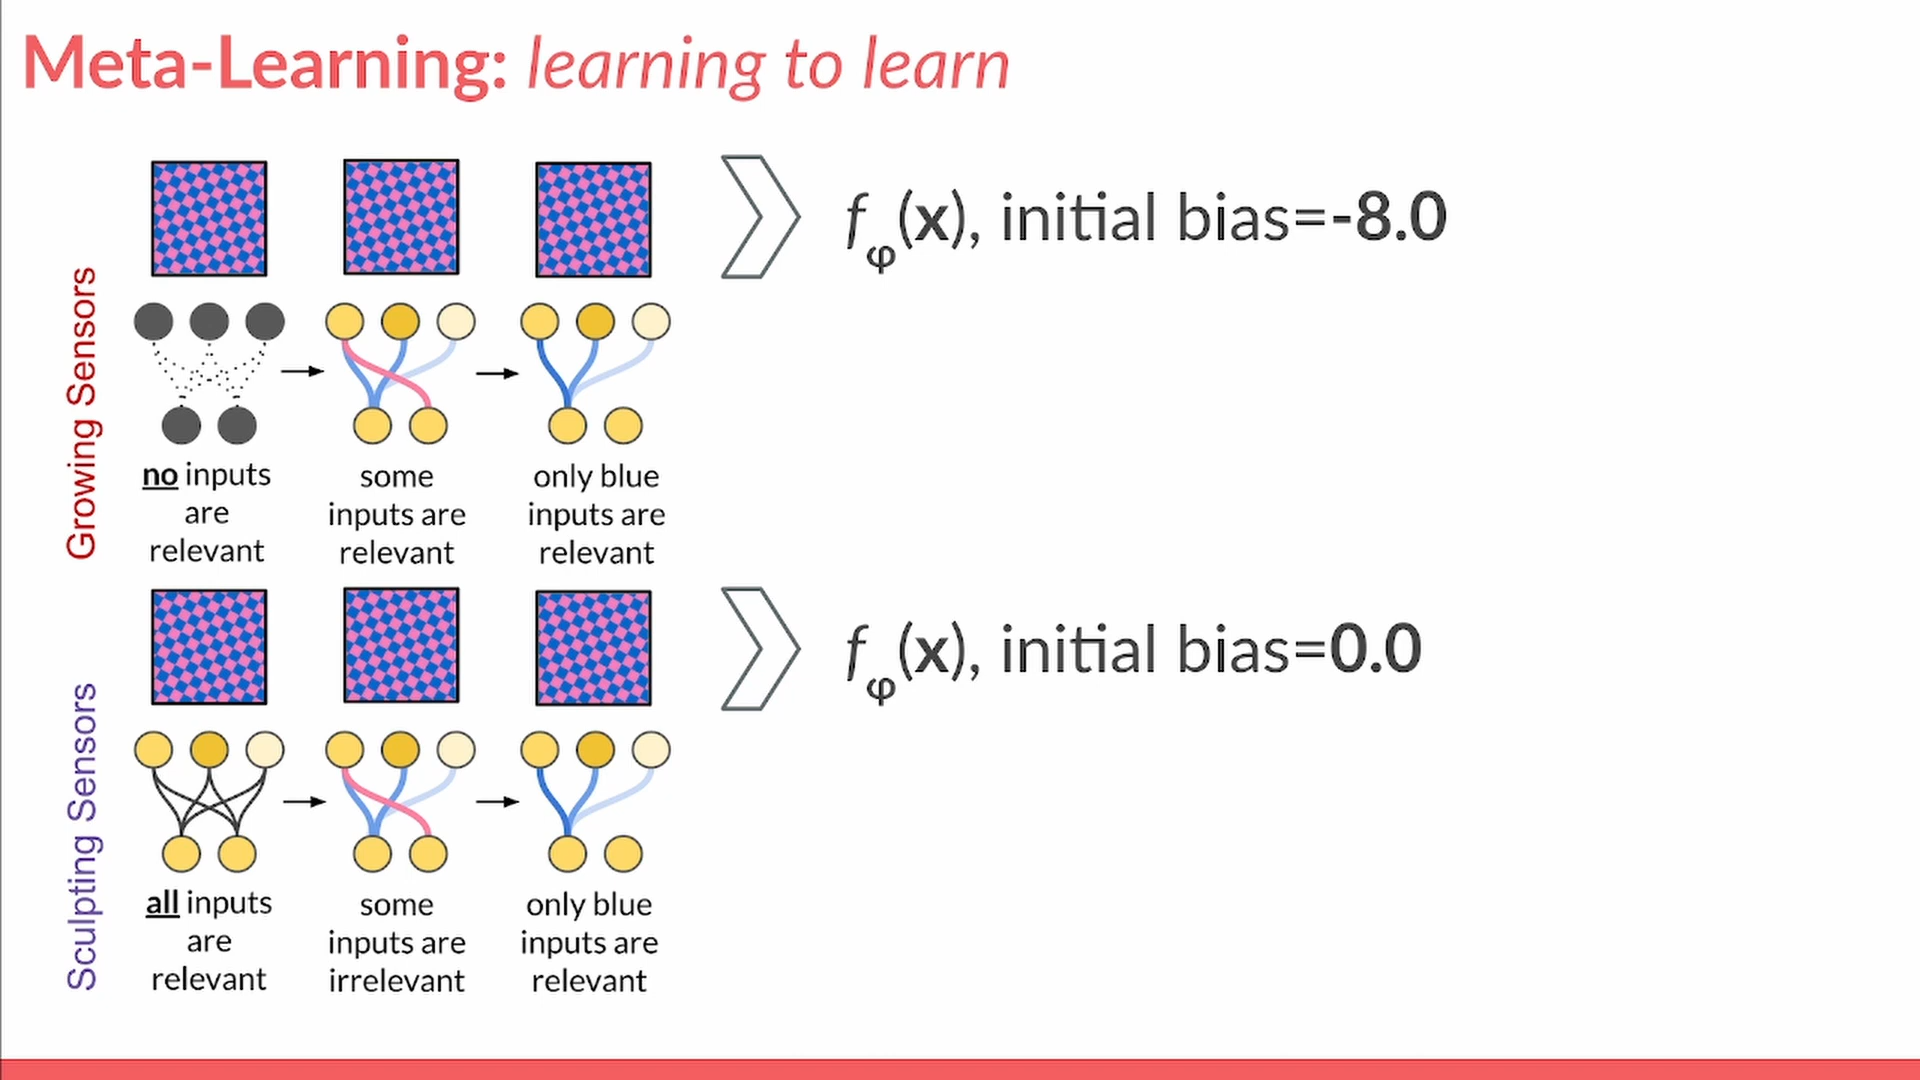 Meta-Learning: learning to learn
Growing Sensors
no inputs
are
relevant
some
inputs are
relevant
only blue
inputs are
relevant
fφ(x), initial bias=-8.0
Sculpting Sensors
all inputs
are
relevant
some
inputs are
irrelevant
only blue
inputs are
relevant
fφ(x), initial bias=0.0